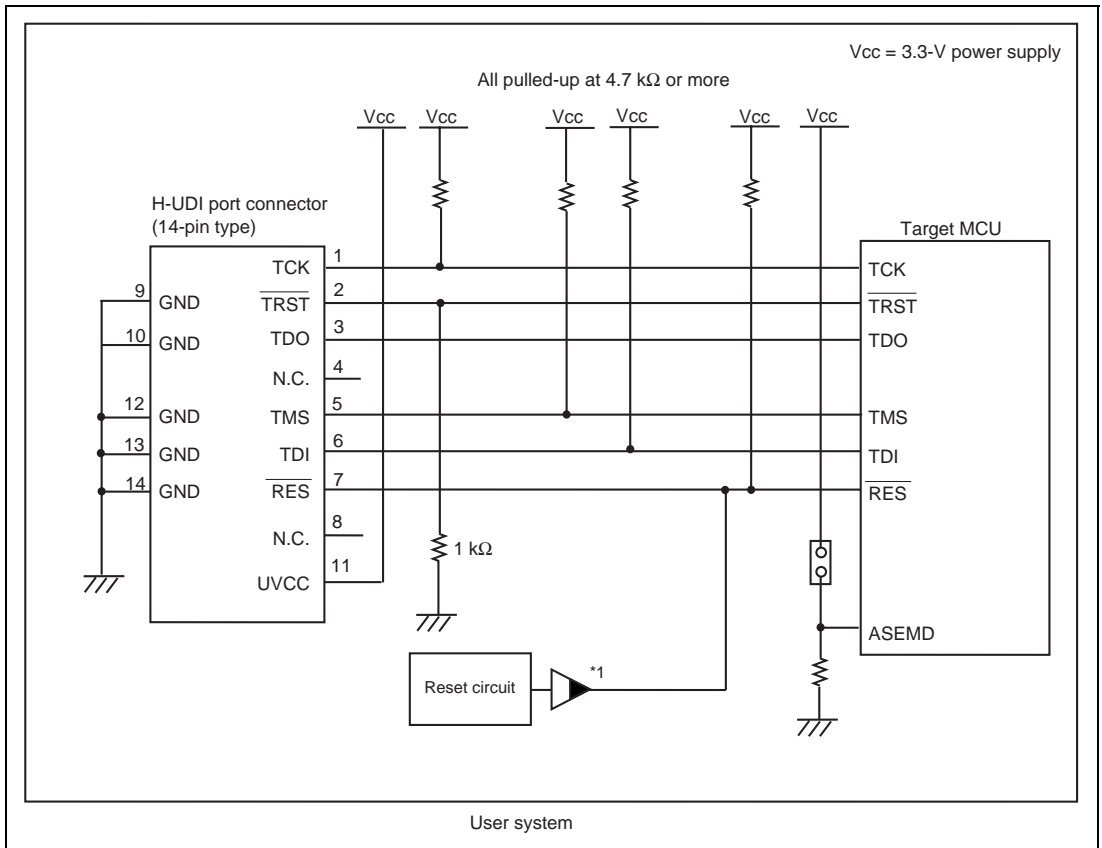 Vcc = 3.3-V power supply
All pulled-up at 4.7 kΩ or more
Vcc Vcc Vcc Vcc Vcc Vcc
H-UDI port connector
(14-pin type)
Target MCU
TCK 1 TCK
9 GND TRST 2 TRST
10 GND TDO 3 TDO
N.C. 4
12 GND TMS 5 TMS
13 GND TDI 6 TDI
14 GND RES 7 RES
N.C. 8
1 kΩ
UVCC 11
ASEMD
Reset circuit *1
User system